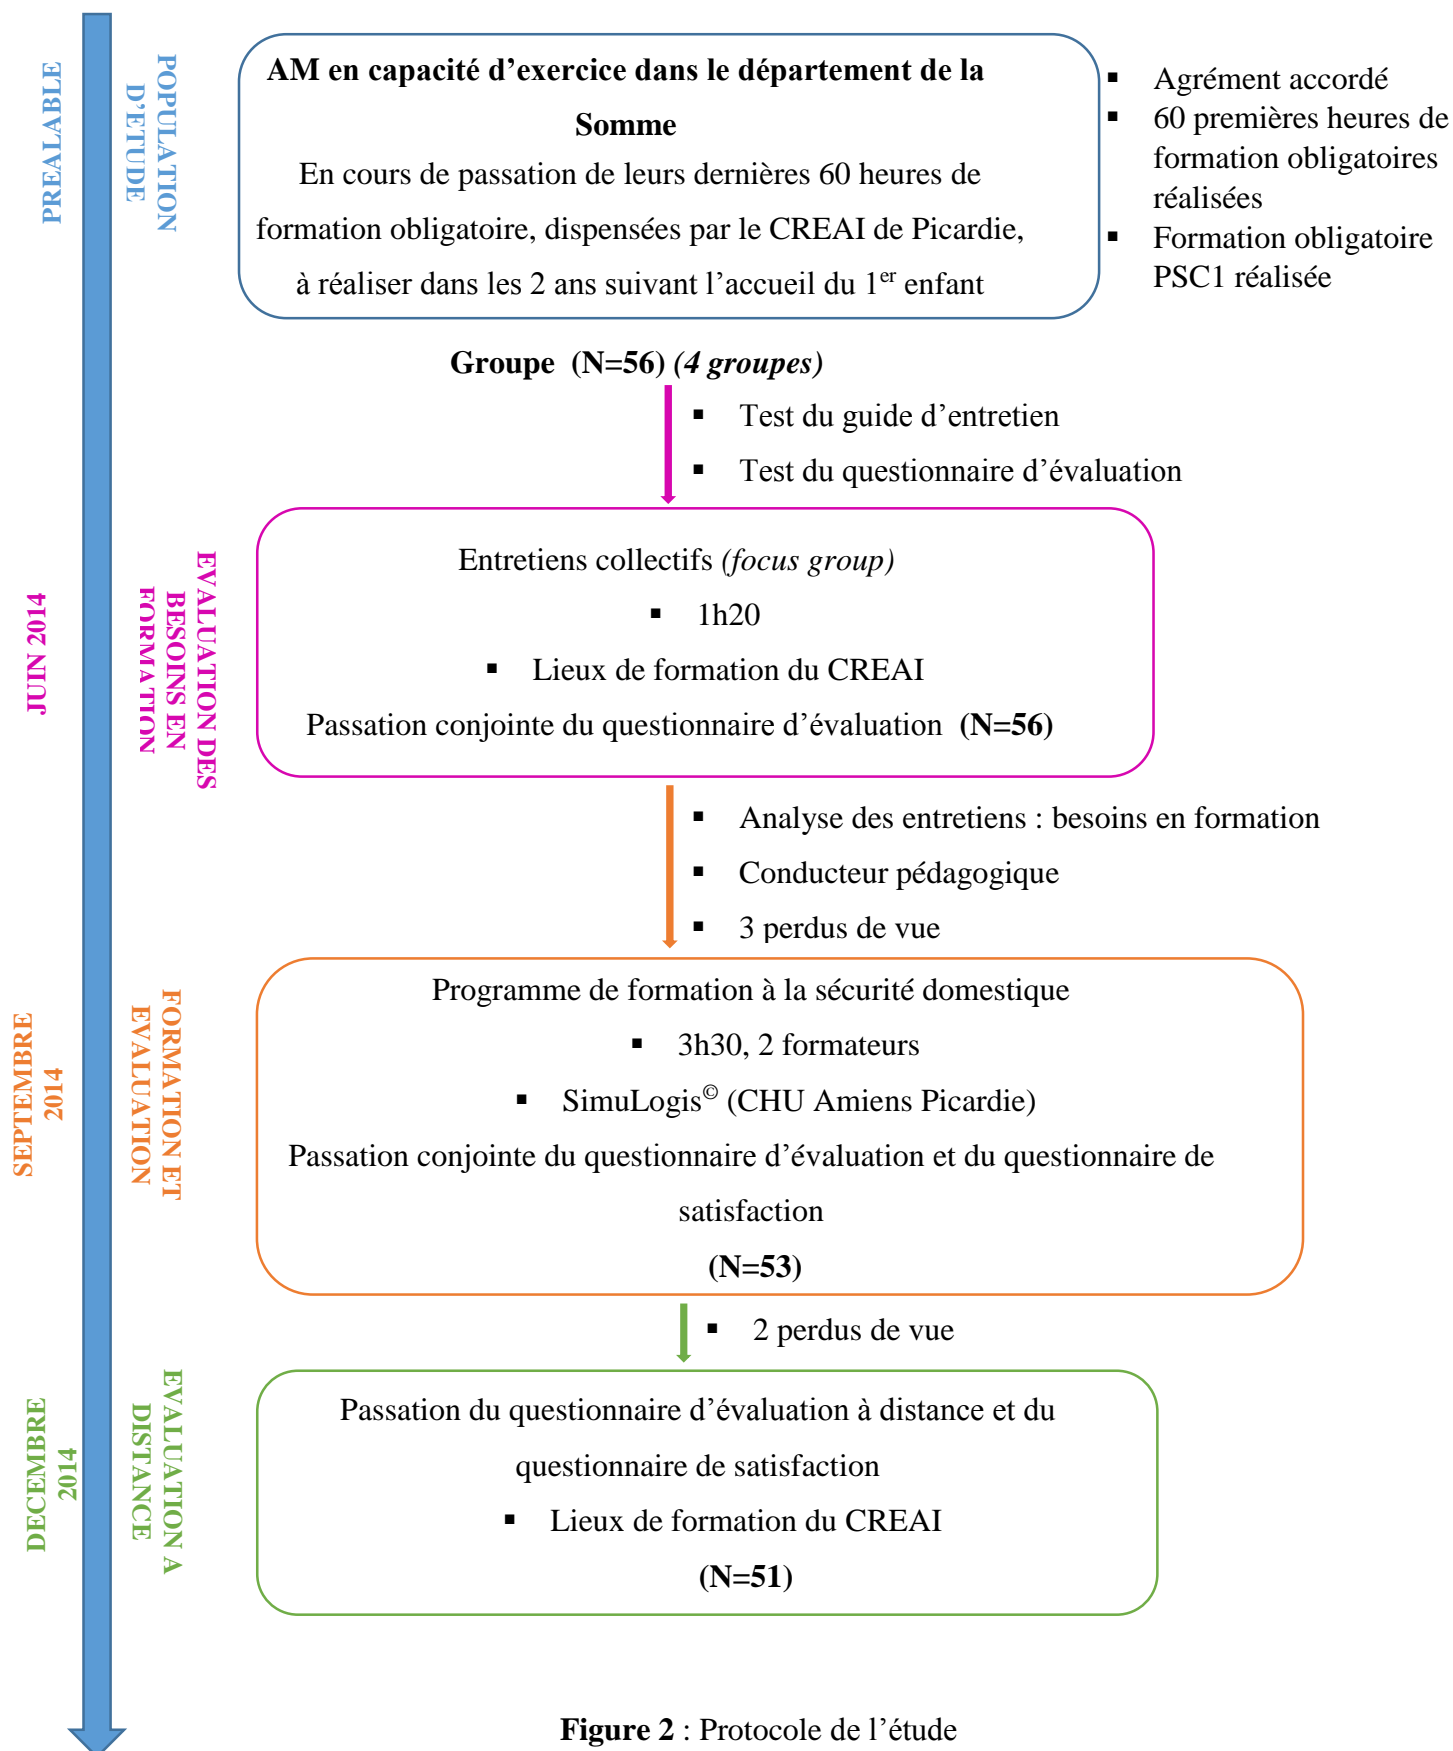 PREALABLE
POPULATION
D'ETUDE
AM en capacité d’exercice dans le département de la
Somme
En cours de passation de leurs dernières 60 heures de
formation obligatoire, dispensées par le CREAI de Picardie,
à réaliser dans les 2 ans suivant l’accueil du 1er enfant
▪ Agrément accordé
▪ 60 premières heures de
formation obligatoires
réalisées
▪ Formation obligatoire
PSC1 réalisée
Groupe (N=56) (4 groupes)
▪ Test du guide d’entretien
▪ Test du questionnaire d’évaluation
JUIN 2014
EVALUATION DES
BESOINS EN
FORMATION
Entretiens collectifs (focus group)
▪ 1h20
▪ Lieux de formation du CREAI
Passation conjointe du questionnaire d’évaluation (N=56)
▪ Analyse des entretiens : besoins en formation
▪ Conducteur pédagogique
▪ 3 perdus de vue
SEPTEMBRE
2014
FORMATION ET
EVALUATION
Programme de formation à la sécurité domestique
▪ 3h30, 2 formateurs
▪ SimuLogis© (CHU Amiens Picardie)
Passation conjointe du questionnaire d’évaluation et du questionnaire de
satisfaction
(N=53)
▪ 2 perdus de vue
DECEMBRE
2014
EVALUATION A
DISTANCE
Passation du questionnaire d’évaluation à distance et du
questionnaire de satisfaction
▪ Lieux de formation du CREAI
(N=51)
Figure 2 : Protocole de l’étude